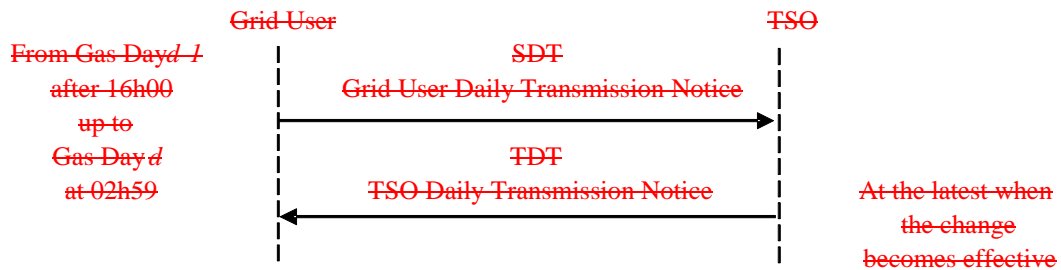 Grid User
TSO
From Gas Day d-1
after 16h00
up to
Gas Day d
at 02h59
SDT
Grid User Daily Transmission Notice
TDT
TSO Daily Transmission Notice
At the latest when
the change
becomes effective